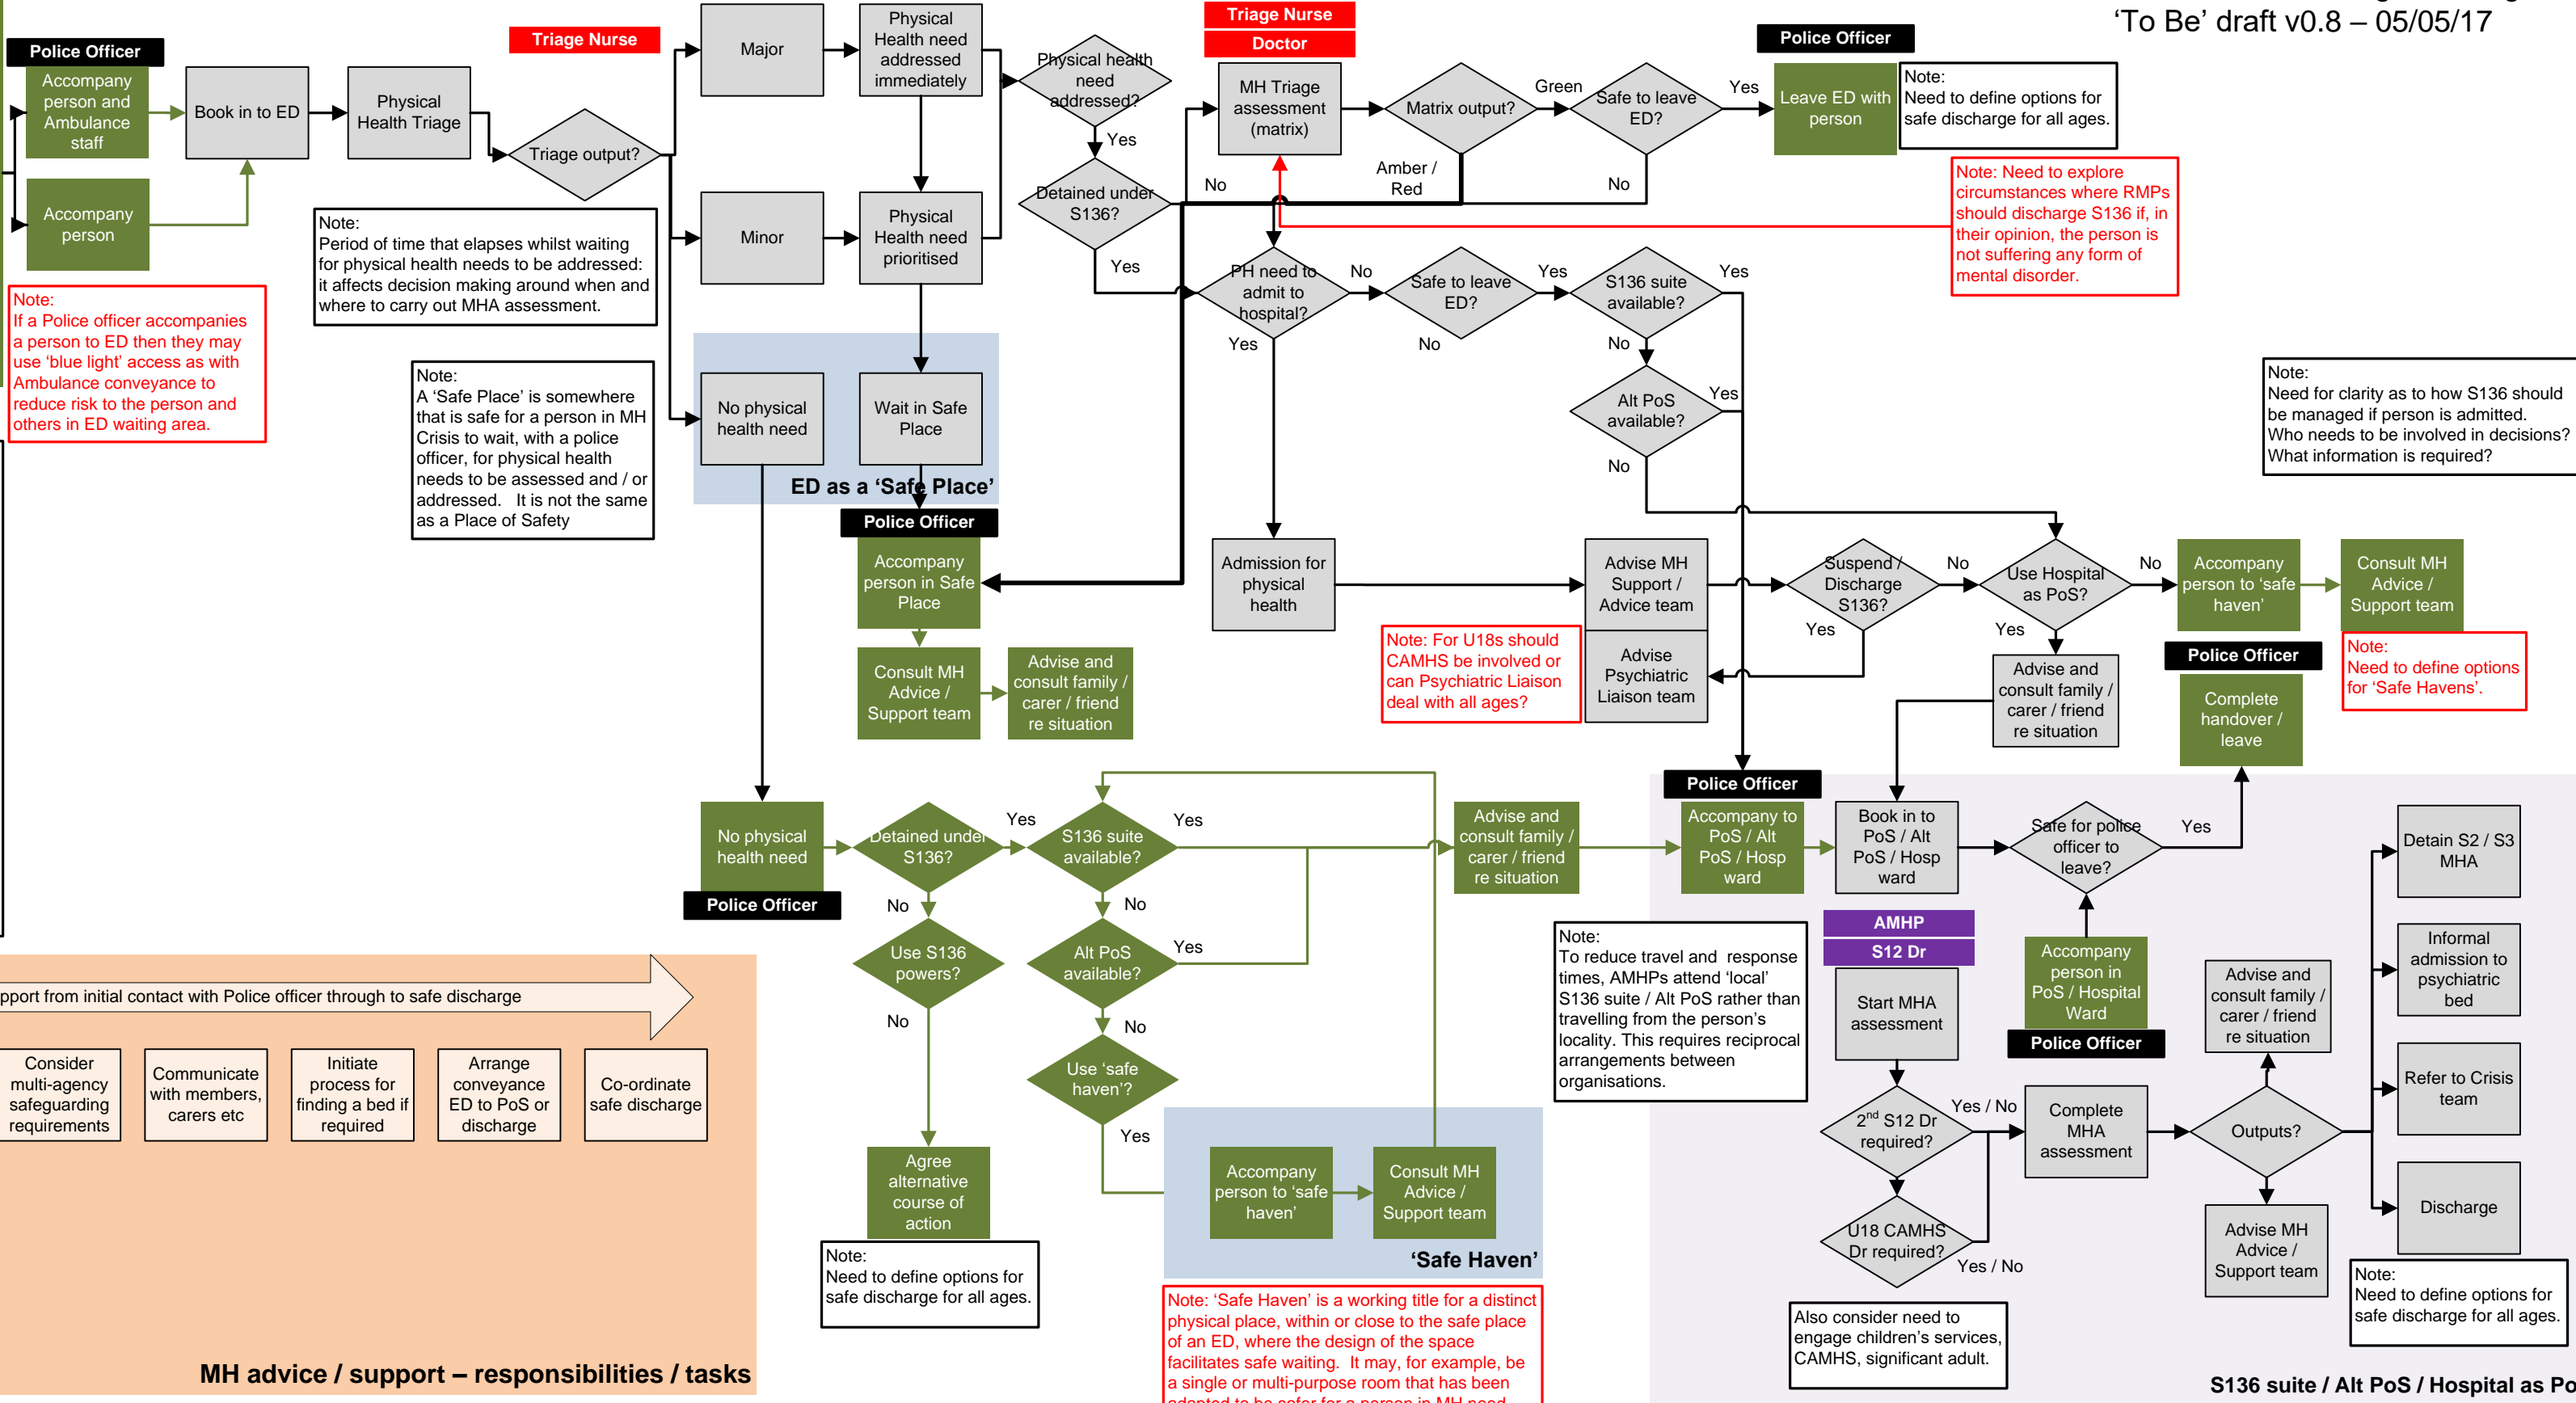 'To Be' draft v0.8 – 05/05/17
Police Officer
Accompany
person and
Ambulance
staff
Accompany
person
Book in to ED
Physical
Health Triage
Triage Nurse
Triage output?
Major
Minor
Physical
Health need
addressed
immediately
Physical
Health need
prioritised
Physical health
need
addressed?
Yes
Detained under
S136?
No
Yes
Triage Nurse
Doctor
MH Triage
assessment
(matrix)
Matrix output?
Green
Amber /
Red
Safe to leave
ED?
Yes
No
Police Officer
Leave ED with
person
Note:
Need to define options for
safe discharge for all ages.
Note: Need to explore
circumstances where RMPs
should discharge S136 if, in
their opinion, the person is
not suffering any form of
mental disorder.
Note:
If a Police officer accompanies
a person to ED then they may
use 'blue light' access as with
Ambulance conveyance to
reduce risk to the person and
others in ED waiting area.
Note:
Period of time that elapses whilst waiting
for physical health needs to be addressed:
it affects decision making around when and
where to carry out MHA assessment.
Note:
A 'Safe Place' is somewhere
that is safe for a person in MH
Crisis to wait, with a police
officer, for physical health
needs to be assessed and / or
addressed.   It is not the same
as a Place of Safety
No physical
health need
Wait in Safe
Place
ED as a 'Safe Place'
PH need to
admit to
hospital?
No
Yes
Safe to leave
ED?
Yes
No
S136 suite
available?
Yes
No
Alt PoS
available?
Yes
No
Note:
Need for clarity as to how S136 should
be managed if person is admitted.
Who needs to be involved in decisions?
What information is required?
Police Officer
Accompany
person in Safe
Place
Consult MH
Advice /
Support team
Advise and
consult family /
carer / friend
re situation
Admission for
physical
health
Advise MH
Support /
Advice team
Advise
Psychiatric
Liaison team
Note: For U18s should
CAMHS be involved or
can Psychiatric Liaison
deal with all ages?
Suspend /
Discharge
S136?
No
Yes
Use Hospital
as PoS?
No
Yes
Accompany
person to 'safe
haven'
Consult MH
Advice /
Support team
Note:
Need to define options
for 'Safe Havens'.
Advise and
consult family /
carer / friend
re situation
Police Officer
Complete
handover /
leave
No physical
health need
Police Officer
Detained under
S136?
Yes
No
S136 suite
available?
Yes
No
Use S136
powers?
No
Alt PoS
available?
Yes
No
Use 'safe
haven'?
Yes
Agree
alternative
course of
action
Note:
Need to define options for
safe discharge for all ages.
Accompany
person to 'safe
haven'
Consult MH
Advice /
Support team
'Safe Haven'
Note: 'Safe Haven' is a working title for a distinct
physical place, within or close to the safe place
of an ED, where the design of the space
facilitates safe waiting.  It may, for example, be
a single or multi-purpose room that has been
adapted to be safer for a person in MH need
Advise and
consult family /
carer / friend
re situation
Police Officer
Accompany to
PoS / Alt
PoS / Hosp
ward
Book in to
PoS / Alt
PoS / Hosp
ward
Safe for police
officer to
leave?
Yes
Note:
To reduce travel and  response
times, AMHPs attend 'local'
S136 suite / Alt PoS rather than
travelling from the person's
locality. This requires reciprocal
arrangements between
organisations.
AMHP
S12 Dr
Start MHA
assessment
Accompany
person in
PoS / Hospital
Ward
Police Officer
2nd S12 Dr
required?
Yes / No
U18 CAMHS
Dr required?
Yes / No
Also consider need to
engage children's services,
CAMHS, significant adult.
Complete
MHA
assessment
Outputs?
Advise and
consult family /
carer / friend
re situation
Advise MH
Advice /
Support team
Detain S2 / S3
MHA
Informal
admission to
psychiatric
bed
Refer to Crisis
team
Discharge
Note:
Need to define options for
safe discharge for all ages.
S136 suite / Alt PoS / Hospital as Po
pport from initial contact with Police officer through to safe discharge
Consider
multi-agency
safeguarding
requirements
Communicate
with members,
carers etc
Initiate
process for
finding a bed if
required
Arrange
conveyance
ED to PoS or
discharge
Co-ordinate
safe discharge
MH advice / support – responsibilities / tasks